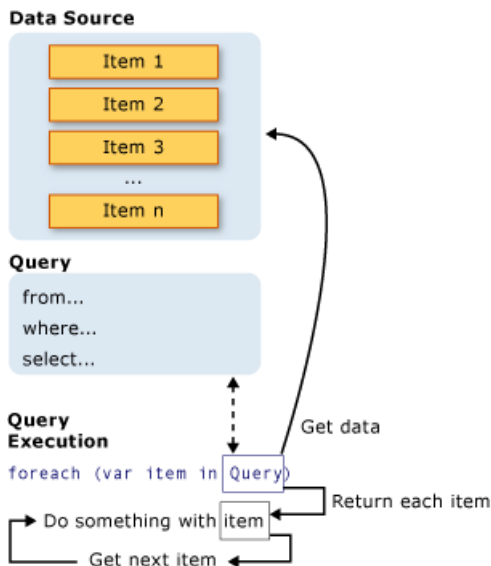 Data Source
Item 1
Item 2
Item 3
...
Item n
Query
from...
where...
select...
Query
Execution
Get data
foreach (var item in Query)
Return each item
Do something with item
Get next item